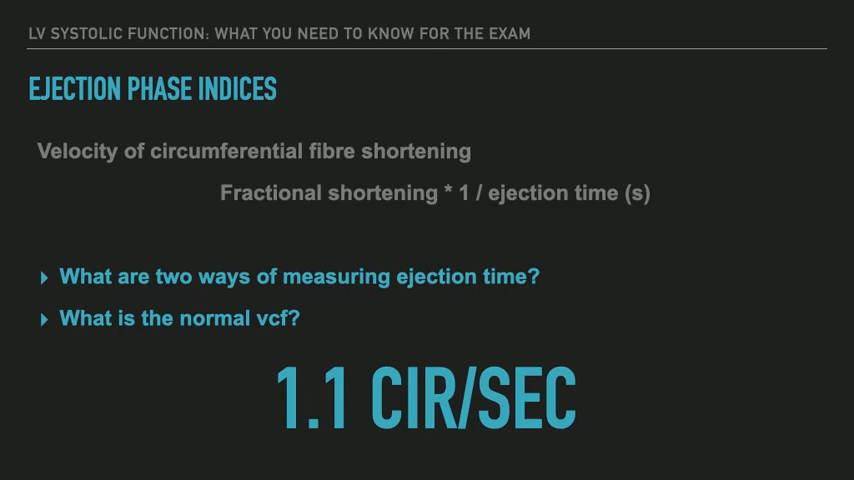 LV SYSTOLIC FUNCTION: WHAT YOU NEED TO KNOW FOR THE EXAM
EJECTION PHASE INDICES
Velocity of circumferential fibre shortening
Fractional shortening * 1 / ejection time (s)
▸ What are two ways of measuring ejection time?
▸ What is the normal vcf?
1.1 CIR/SEC